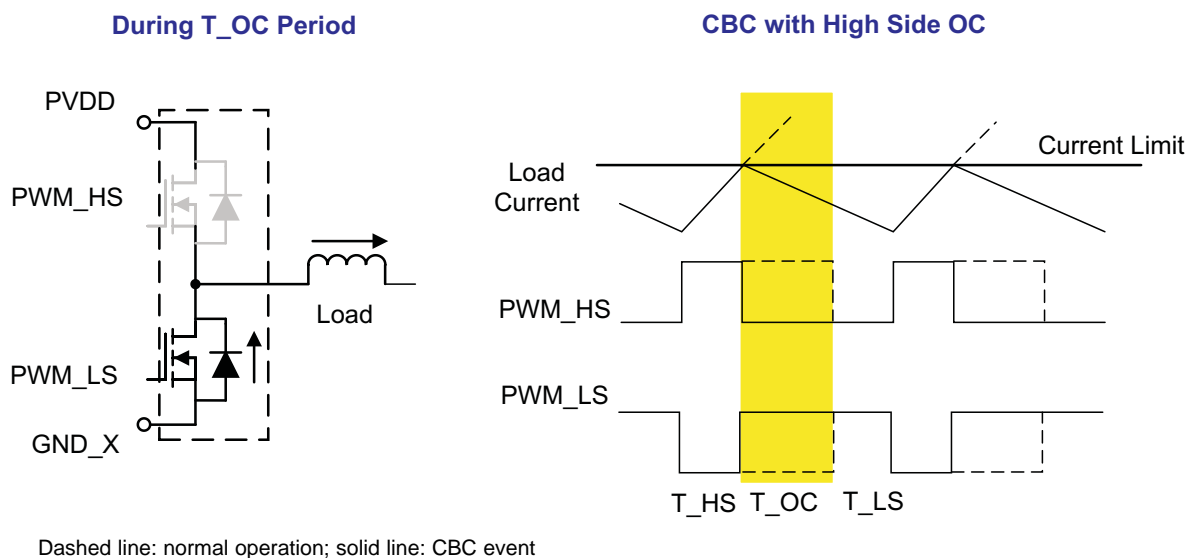 During T_OC Period
PVDD
PWM_HS
Load
PWM_LS
GND_X
CBC with High Side OC
Current Limit
Load
Current
PWM_HS
PWM_LS
T_HS T_OC T_LS
Dashed line: normal operation; solid line: CBC event